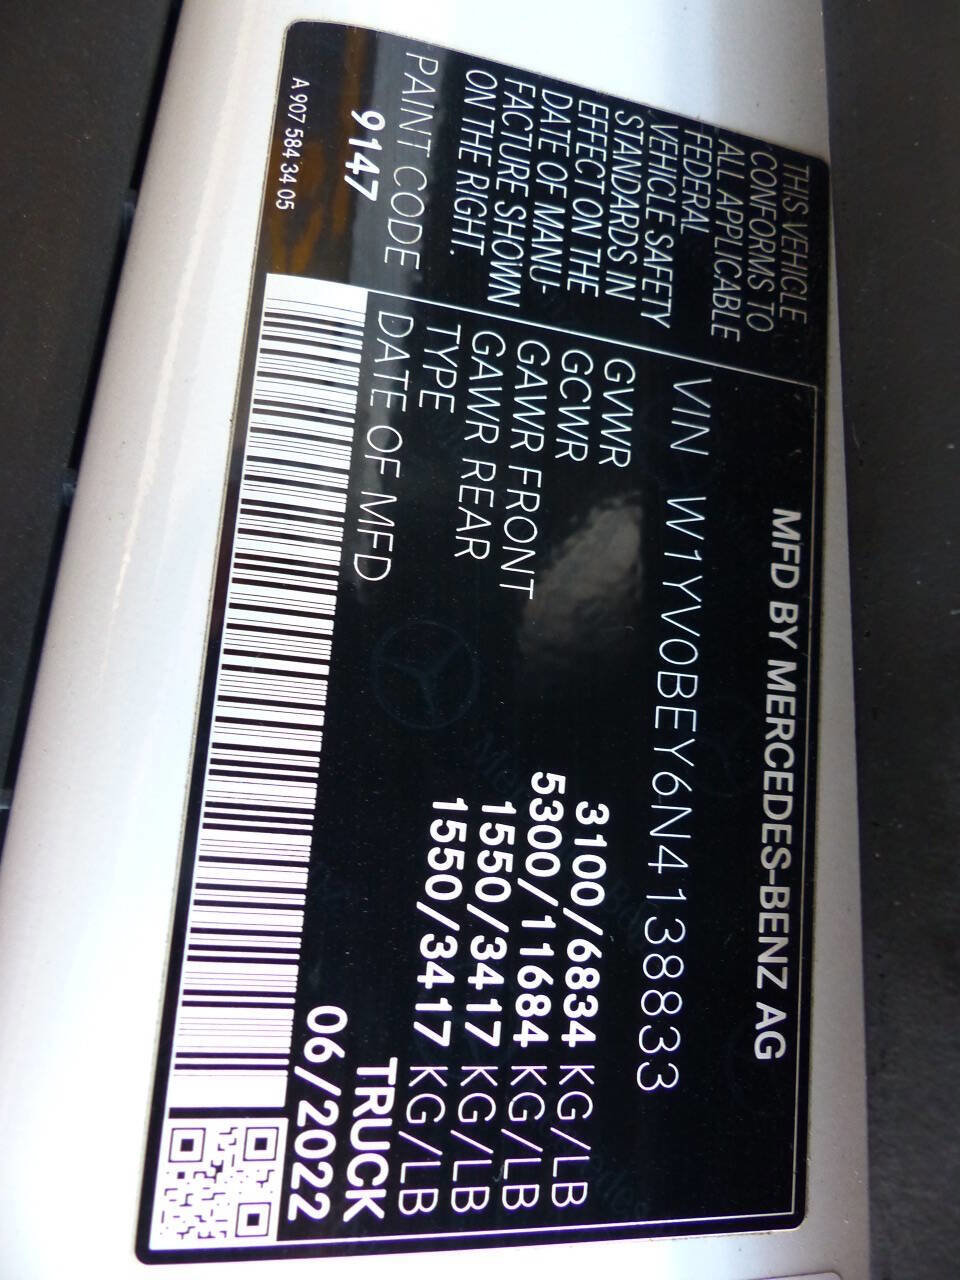 THIS VEHICLE
CONFORMS TO
ALL APPLICABLE
FEDERAL
VEHICLE SAFETY
STANDARDS IN
EFFECT ON THE
DATE OF MANU-
FACTURE SHOWN
ON THE RIGHT.
PAINT CODE
9147
A 907 584 34 05
MFD BY MERCEDES-BENZ AG
VIN W1YV0BEY6N4138833
GVWR 3100/6834 KG/LB
GCWR 5300/11684 KG/LB
GAWR FRONT 1550/3417 KG/LB
GAWR REAR 1550/3417 KG/LB
TYPE TRUCK
DATE OF MFD 06/2022